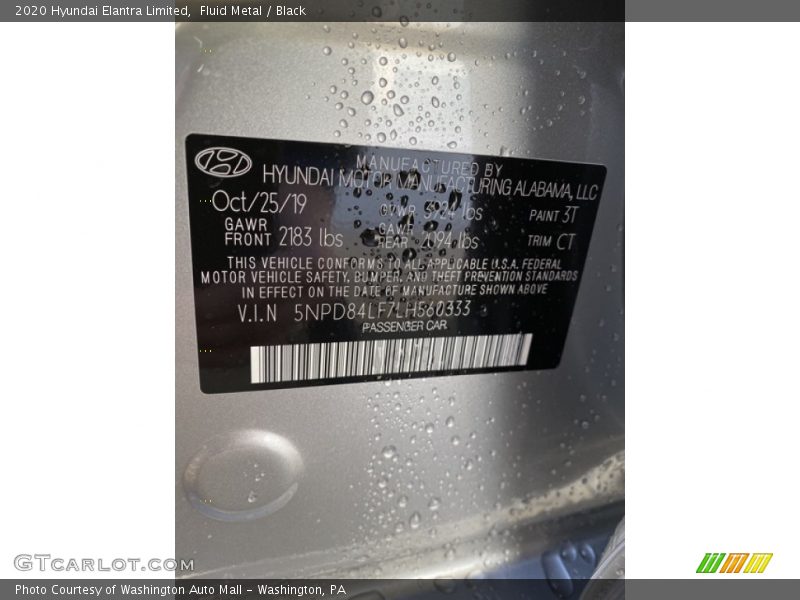 2020 Hyundai Elantra Limited,  Fluid Metal / Black
MANUFACTURED BY
HYUNDAI MOTOR MANUFACTURING ALABAMA, LLC
Oct/25/19 GVWR 3924 lbs PAINT 3T
GAWR FRONT 2183 lbs GAWR REAR 2094 lbs TRIM CT
THIS VEHICLE CONFORMS TO ALL APPLICABLE U.S.A. FEDERAL
MOTOR VEHICLE SAFETY, BUMPER, AND THEFT PREVENTION STANDARDS
IN EFFECT ON THE DATE OF MANUFACTURE SHOWN ABOVE
V.I.N 5NPD84LF7LH560333
PASSENGER CAR
GTCarLot.com
Photo Courtesy of Washington Auto Mall – Washington, PA